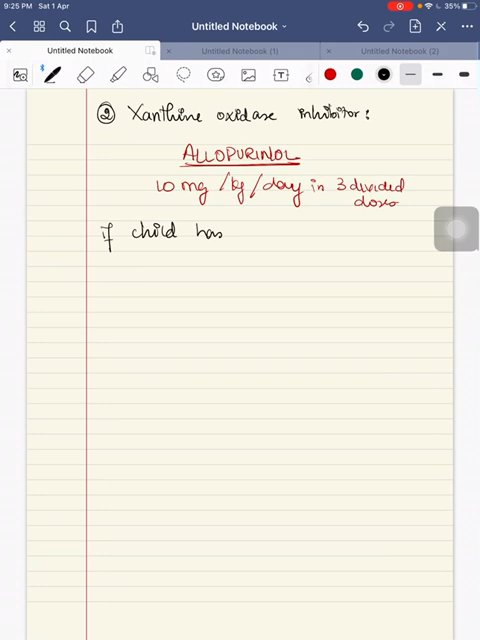 9:25 PM Sat 1 Apr 35%
Untitled Notebook
Untitled Notebook Untitled Notebook (1) Untitled Notebook (2)
② Xanthine oxidase inhibitor:
ALLOPURINOL
10 mg / kg / day in 3 divided
doses
if child has